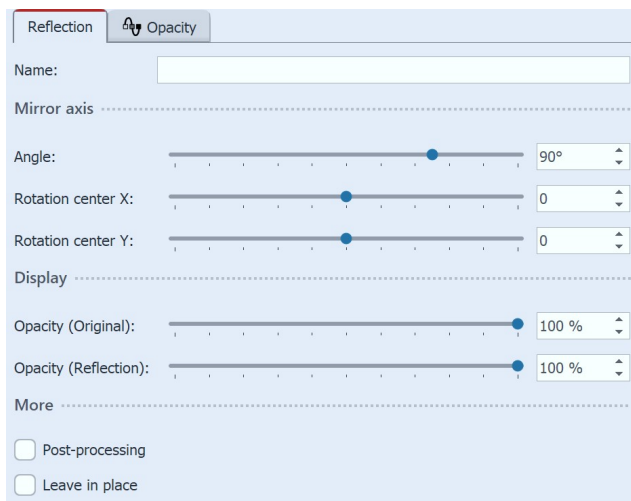 Reflection Opacity
Name:
Mirror axis
Angle: 90°
Rotation center X: 0
Rotation center Y: 0
Display
Opacity (Original): 100 %
Opacity (Reflection): 100 %
More
Post-processing
Leave in place